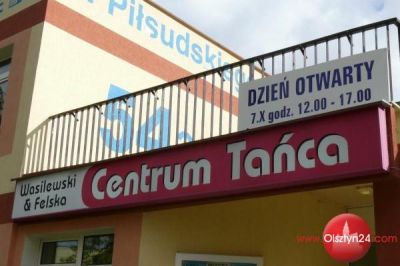 Piłsudskiego
54
DZIEŃ OTWARTY
7.X godz. 12.00 - 17.00
Wasilewski
& Felska
Centrum Tańca
www.Olsztyn24.com